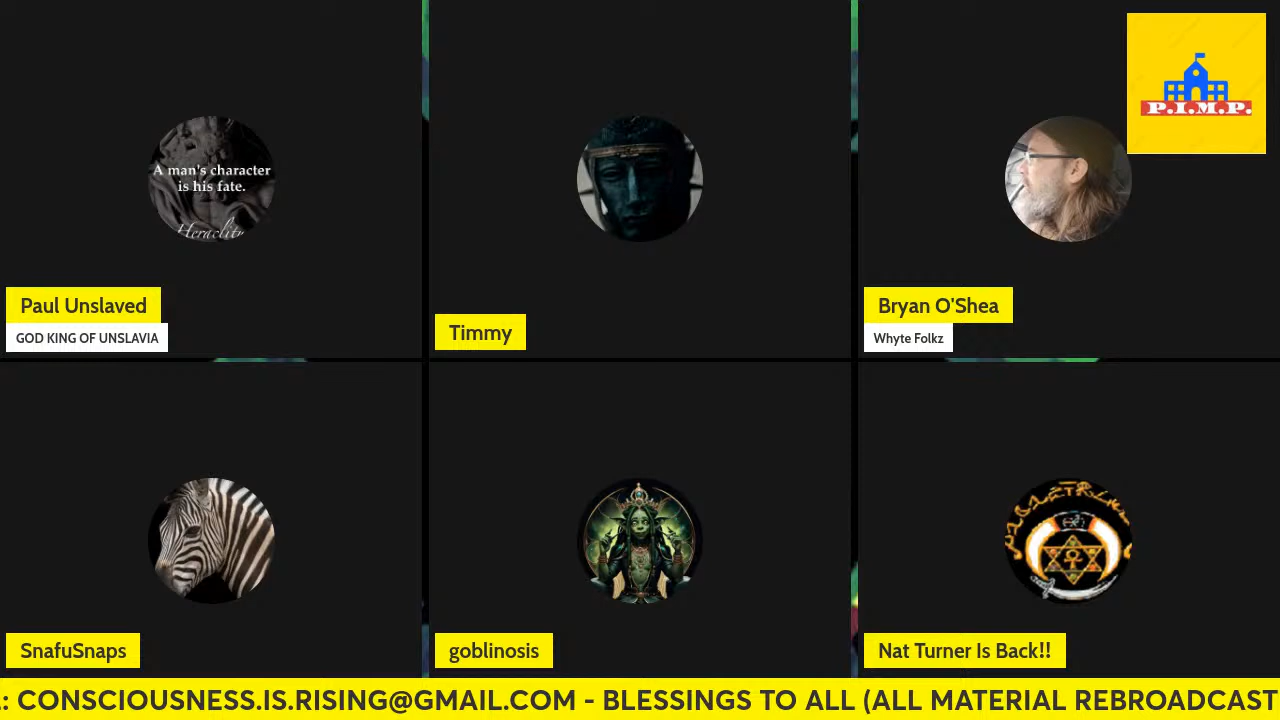 A man's character
is his fate.
Heraclitv
P.I.M.P.
Paul Unslaved
GOD KING OF UNSLAVIA
Timmy
Bryan O'Shea
Whyte Folkz
SnafuSnaps
goblinosis
Nat Turner Is Back!!
.: CONSCIOUSNESS.IS.RISING@GMAIL.COM - BLESSINGS TO ALL (ALL MATERIAL REBROADCAST